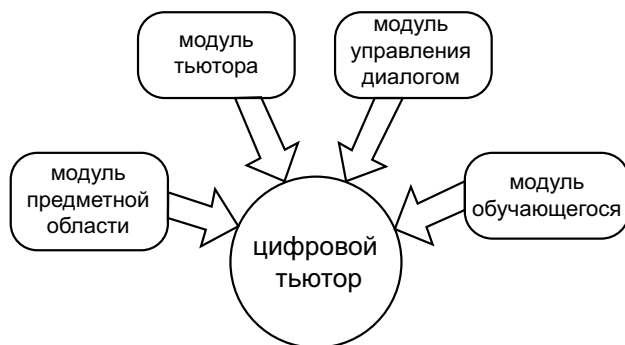 модуль
тьютора
модуль
управления
диалогом
модуль
предметной
области
модуль
обучающегося
цифровой
тьютор